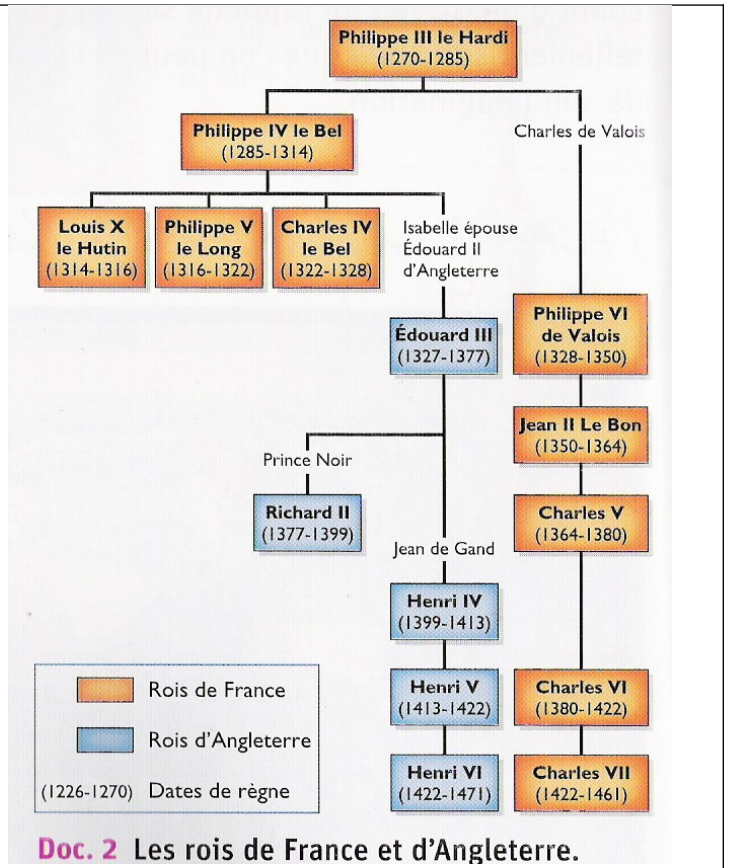 Philippe III le Hardi
(1270-1285)
Philippe IV le Bel
(1285-1314)
Charles de Valois
Louis X
le Hutin
(1314-1316)
Philippe V
le Long
(1316-1322)
Charles IV
le Bel
(1322-1328)
Isabelle épouse
Édouard II
d'Angleterre
Édouard III
(1327-1377)
Philippe VI
de Valois
(1328-1350)
Jean II Le Bon
(1350-1364)
Prince Noir
Richard II
(1377-1399)
Charles V
(1364-1380)
Jean de Gand
Henri IV
(1399-1413)
Henri V
(1413-1422)
Charles VI
(1380-1422)
Henri VI
(1422-1471)
Charles VII
(1422-1461)
Rois de France
Rois d'Angleterre
(1226-1270) Dates de règne
Doc. 2 Les rois de France et d'Angleterre.